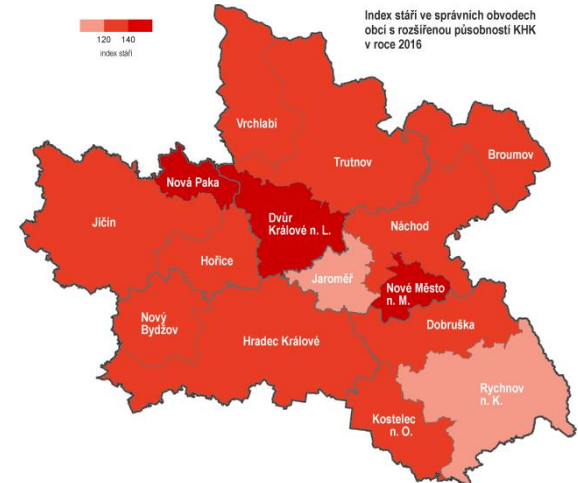 Index stáří ve správních obvodech
obcí s rozšířenou působností KHK
v roce 2016
120 140
index stáří
Vrchlabí
Trutnov
Broumov
Nová Paka
Jičín
Dvůr
Králové n. L.
Náchod
Hořice
Jaroměř
Nové Město
n. M.
Nový
Bydžov
Hradec Králové
Dobruška
Rychnov
n. K.
Kostelec
n. O.